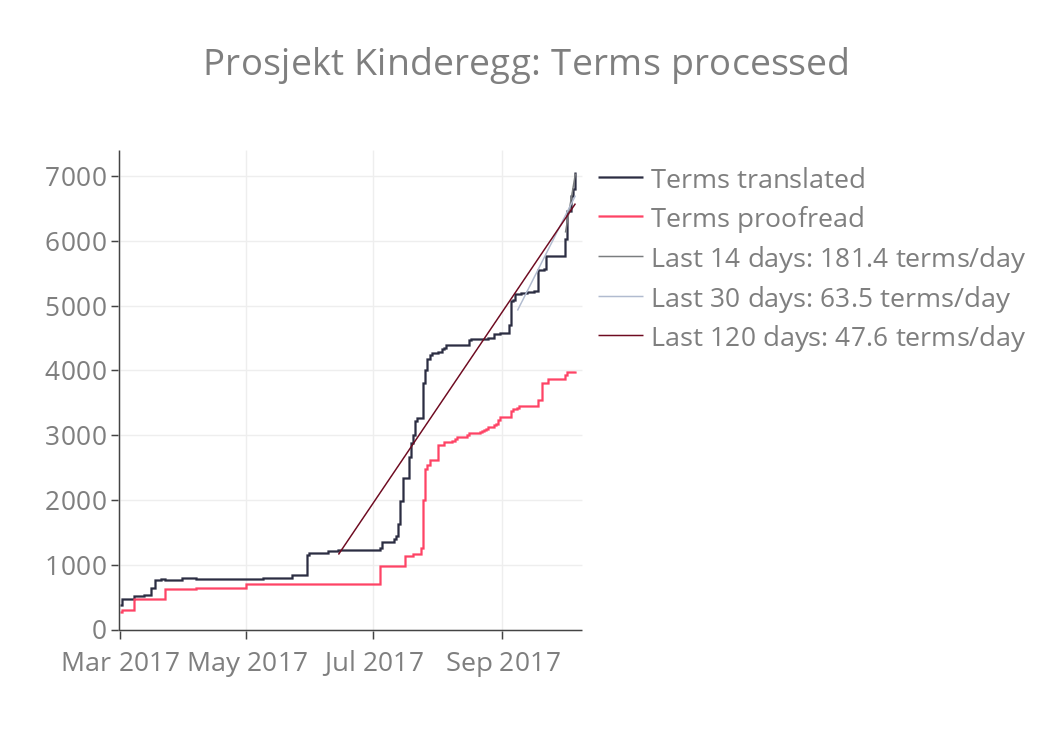 Prosjekt Kinderegg: Terms processed
7000
6000
5000
4000
3000
2000
1000
0
Mar 2017 May 2017 Jul 2017 Sep 2017
Terms translated
Terms proofread
Last 14 days: 181.4 terms/day
Last 30 days: 63.5 terms/day
Last 120 days: 47.6 terms/day